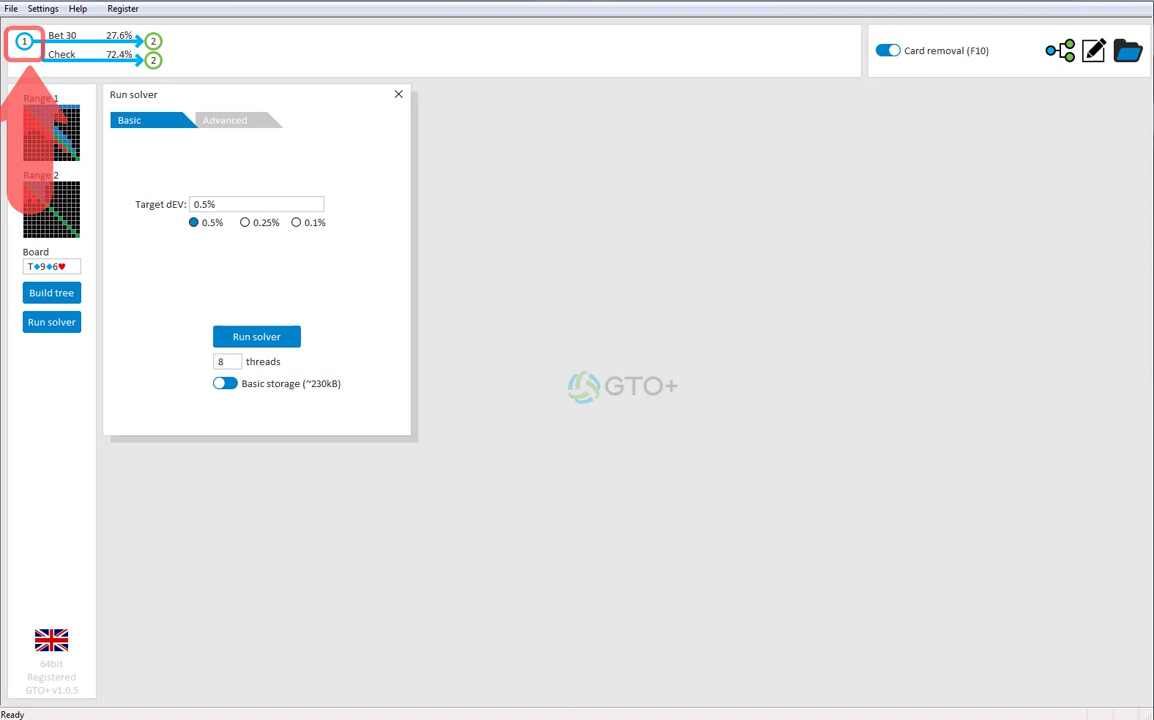 File Settings Help Register
1 Bet 30 27.6% 2
Check 72.4% 2
Card removal (F10)
Range 1
Range 2
Board
T◆9◆6♥
Build tree
Run solver
64bit
Registered
GTO+ v1.0.5
Run solver
Basic Advanced
Target dEV: 0.5%
0.5% 0.25% 0.1%
Run solver
8 threads
Basic storage (~230kB)
GTO+
Ready